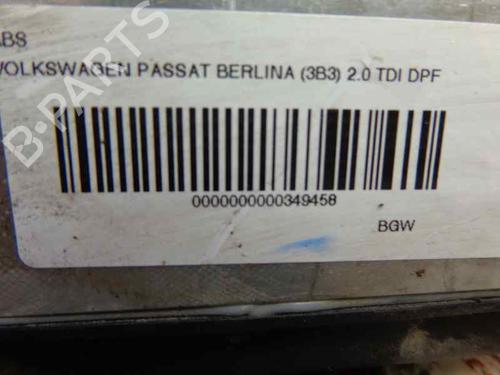 ABS
VOLKSWAGEN PASSAT BERLINA (3B3) 2.0 TDI DPF
0000000000349458
BGW
B-PARTS